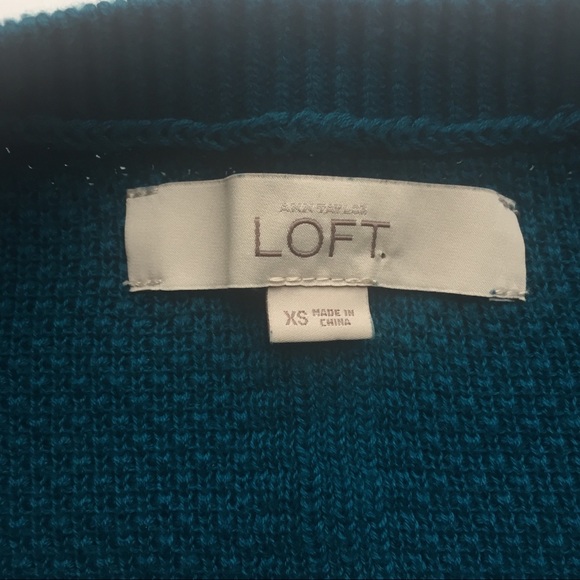 ANN TAYLOR
LOFT.
XS MADE IN
CHINA